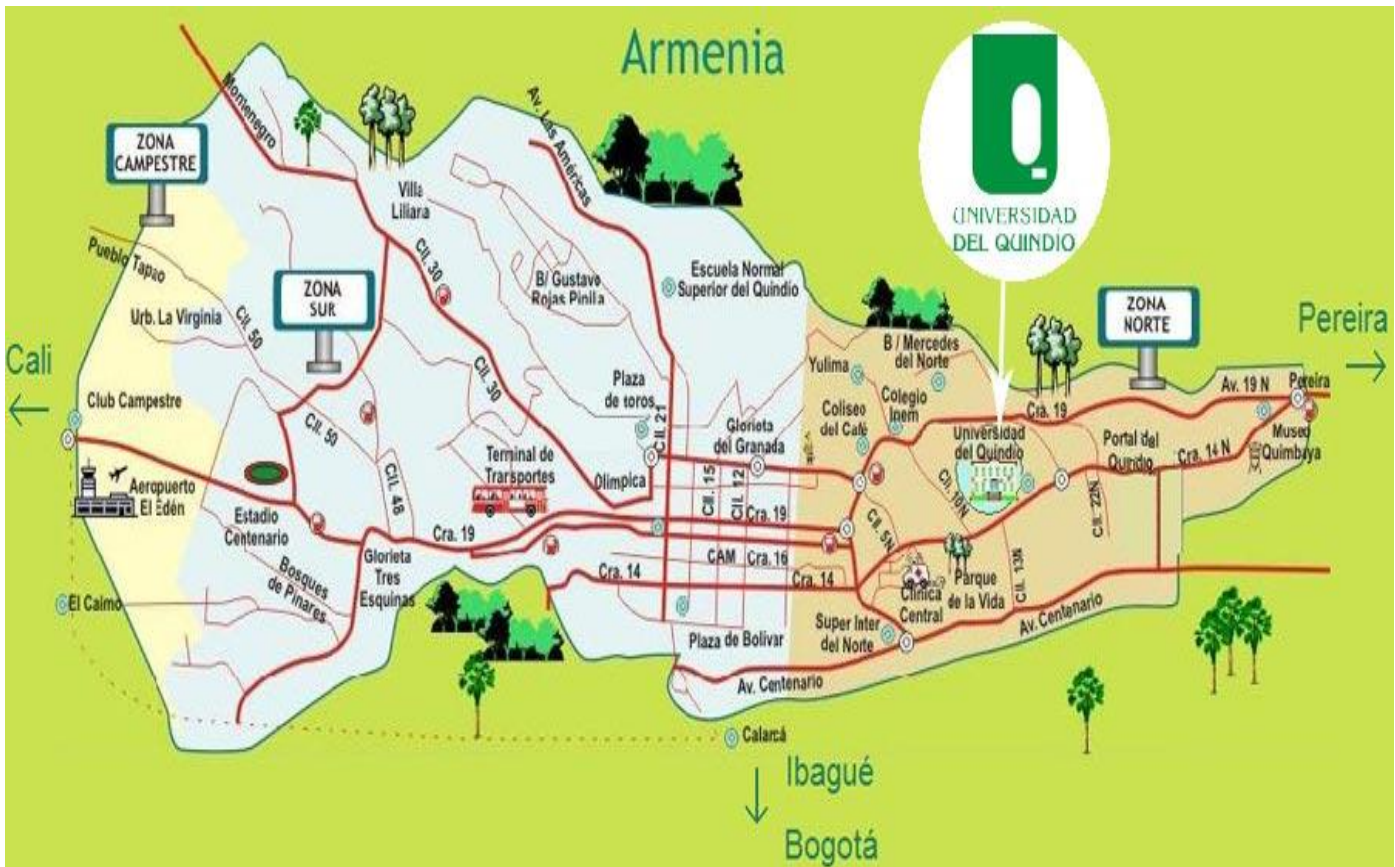 Armenia
UNIVERSIDAD
DEL QUINDIO
Montenegro
ZONA
CAMPESTRE
Av. Las Américas
Villa
Liliana
Pueblo Tapao
Cll. 30
ZONA
SUR
Urb. La Virginia
Cll. 50
B/ Gustavo
Rojas Pinilla
Escuela Normal
Superior del Quindío
ZONA
NORTE
Pereira
Cali
B / Mercedes
del Norte
Yulima
Av. 19 N
Pereira
Plaza
de toros
Cll. 30
Club Campestre
Coliseo
del Café
Colegio
Inem
Cra. 19
Cll. 21
Glorieta
del Granada
Universidad
del Quindío
Portal del
Quindío
Cra. 14 N
Museo
Quimbaya
Cll. 50
Terminal de
Transportes
Olimpica
Cll. 15
Cll. 12
Cll. 10N
Cll. 22N
Aeropuerto
El Edén
CLL. 48
Estadio
Centenario
Cra. 19
Cra. 19
Cll. 5N
Glorieta
Tres
Esquinas
CAM
Cra. 16
Bosques
de Pinares
Cra. 14
Cra. 14
Cll. 13N
Clínica
Central
Parque
de la Vida
El Caimo
Super Inter
del Norte
Av. Centenario
Plaza de Bolívar
Av. Centenario
Calarcá
Ibagué
Bogotá